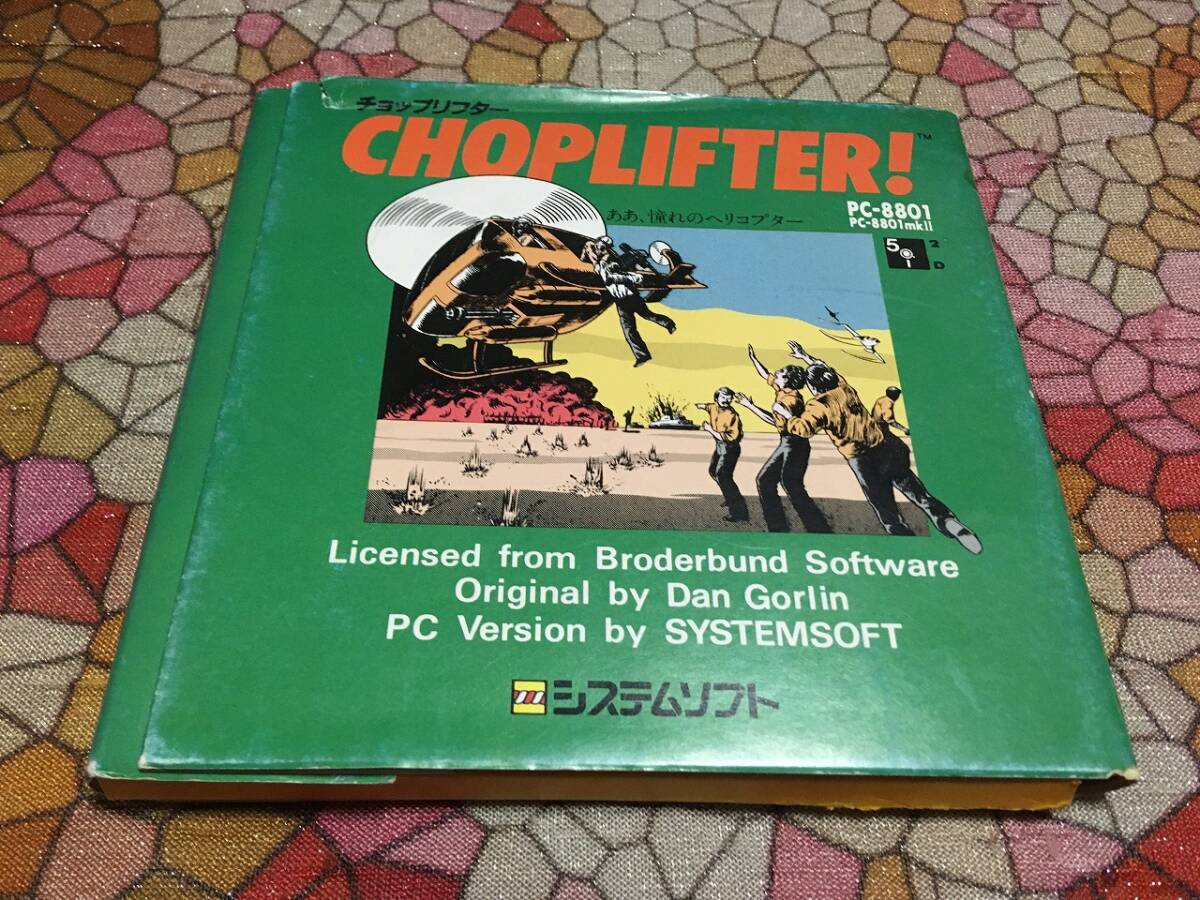 チョップリフター
CHOPLIFTER!™
ああ、憧れのヘリコプター
PC-8801
PC-8801mkII
5 2
D
Licensed from Broderbund Software
Original by Dan Gorlin
PC Version by SYSTEMSOFT
システムソフト